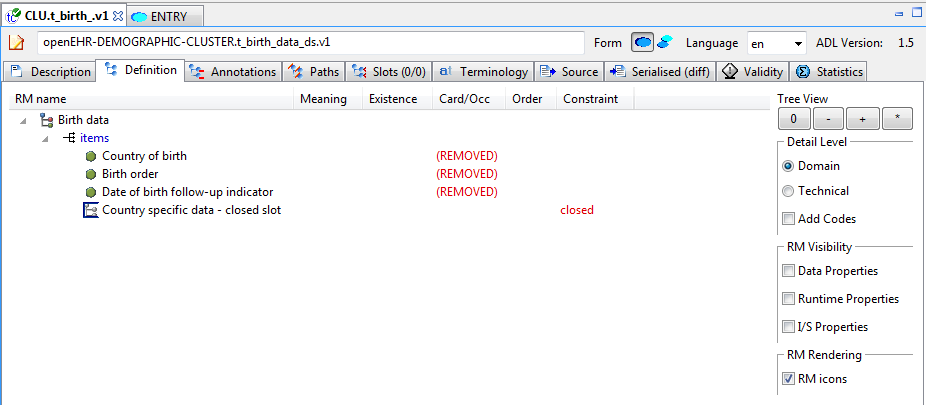 CLU.t_birth_.v1 ENTRY
openEHR-DEMOGRAPHIC-CLUSTER.t_birth_data_ds.v1 Form Language en ADL Version: 1.5
Description Definition Annotations Paths Slots (0/0) Terminology Source Serialised (diff) Validity Statistics
RM name Meaning Existence Card/Occ Order Constraint
Birth data
items
Country of birth (REMOVED)
Birth order (REMOVED)
Date of birth follow-up indicator (REMOVED)
Country specific data - closed slot closed
Tree View
0 - + *
Detail Level
Domain
Technical
Add Codes
RM Visibility
Data Properties
Runtime Properties
I/S Properties
RM Rendering
RM icons